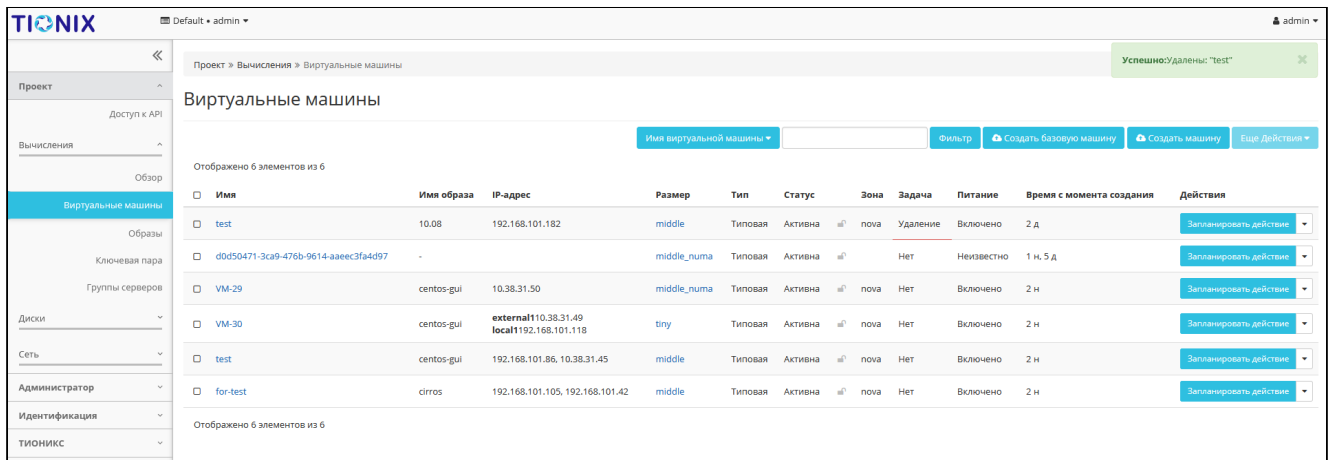 TIONIX
Default • admin
admin
Проект » Вычисления » Виртуальные машины
Успешно:Удалены: "test"
Проект
Доступ к API
Вычисления
Обзор
Виртуальные машины
Образы
Ключевая пара
Группы серверов
Диски
Сеть
Администратор
Идентификация
ТИОНИКС
Виртуальные машины
Имя виртуальной машины Фильтр Создать базовую машину Создать машину Еще Действия
Отображено 6 элементов из 6
Имя Имя образа IP-адрес Размер Тип Статус Зона Задача Питание Время с момента создания Действия
test 10.08 192.168.101.182 middle Типовая Активна nova Удаление Включено 2 д Запланировать действие
d0d50471-3ca9-476b-9614-aaeec3fa4d97 - middle_numa Типовая Активна nova Нет Неизвестно 1 н, 5 д Запланировать действие
VM-29 centos-gui 10.38.31.50 middle_numa Типовая Активна nova Нет Включено 2 н Запланировать действие
VM-30 centos-gui external110.38.31.49 tiny Типовая Активна nova Нет Включено 2 н Запланировать действие
local1192.168.101.118
test centos-gui 192.168.101.86, 10.38.31.45 middle Типовая Активна nova Нет Включено 2 н Запланировать действие
for-test cirros 192.168.101.105, 192.168.101.42 middle Типовая Активна nova Нет Включено 2 н Запланировать действие
Отображено 6 элементов из 6